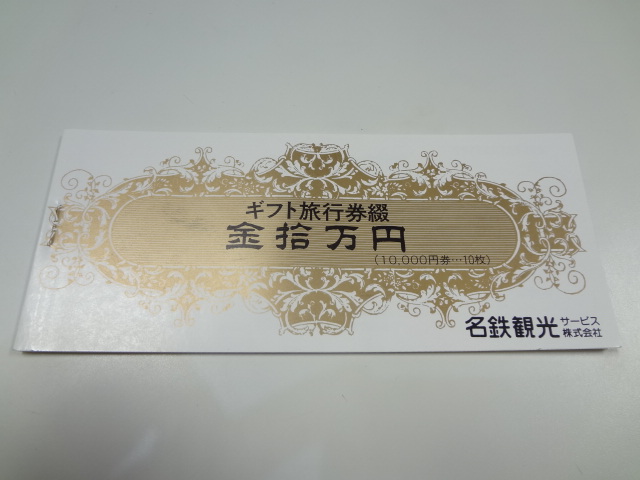 ギフト旅行券綴
金拾万円
(10,000円券…10枚)
名鉄観光サービス株式会社